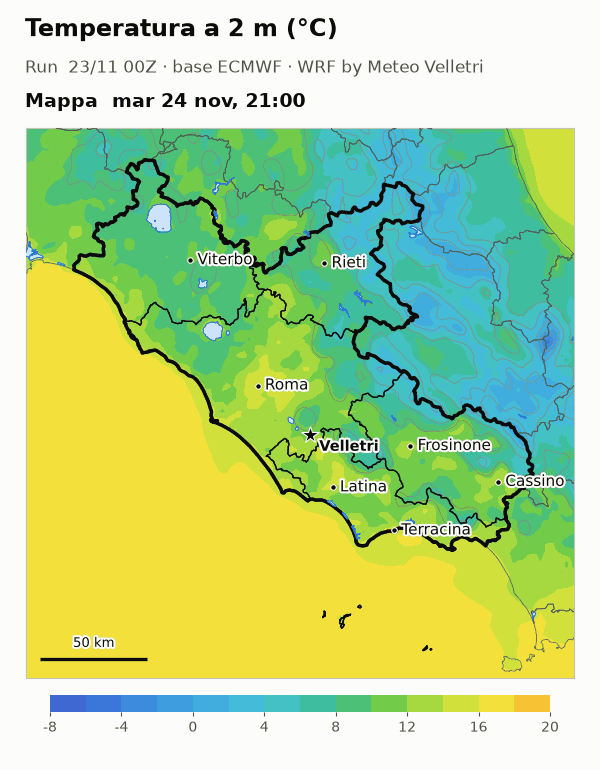 Temperatura a 2 m (°C)
Run  23/11 00Z · base ECMWF · WRF by Meteo Velletri
Mappa  mar 24 nov, 21:00
Viterbo
Rieti
Roma
Velletri
Frosinone
Cassino
Latina
Terracina
50 km
-8 -4 0 4 8 12 16 20